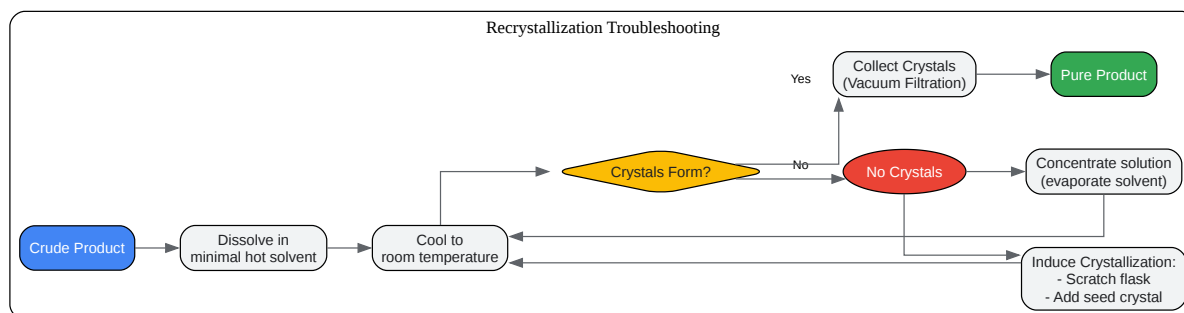 Recrystallization Troubleshooting
Collect Crystals
(Vacuum Filtration)
Pure Product
Yes
Crystals Form?
No
No Crystals
Concentrate solution
(evaporate solvent)
Crude Product
Dissolve in
minimal hot solvent
Cool to
room temperature
Induce Crystallization:
- Scratch flask
- Add seed crystal